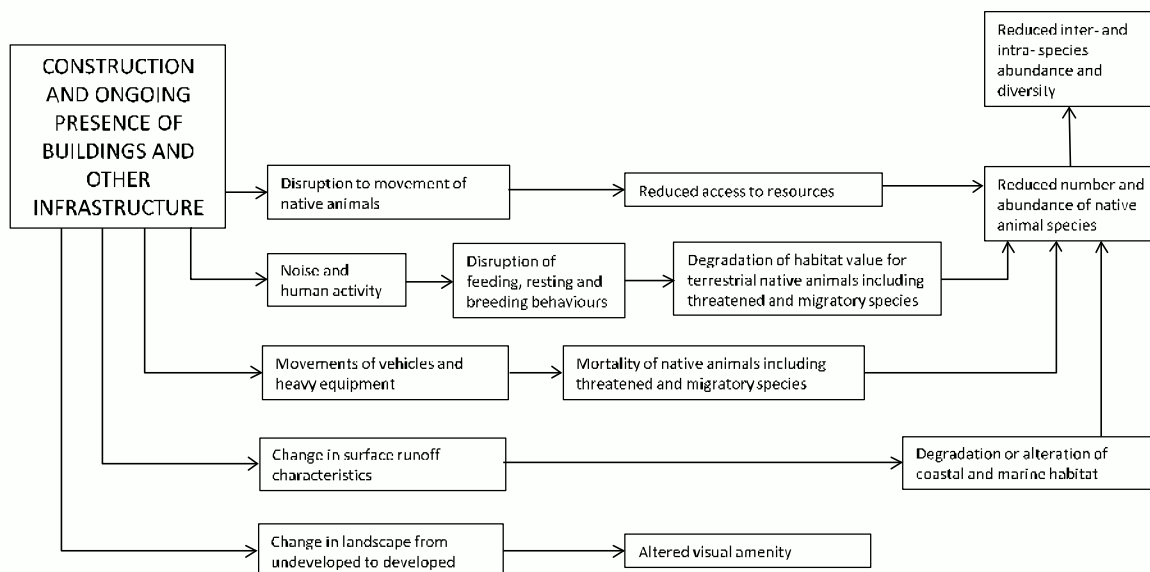 CONSTRUCTION
AND ONGOING
PRESENCE OF
BUILDINGS AND
OTHER
INFRASTRUCTURE
Reduced inter- and
intra- species
abundance and
diversity
Disruption to movement of
native animals
Reduced access to resources
Reduced number and
abundance of native
animal species
Noise and
human activity
Disruption of
feeding, resting and
breeding behaviours
Degradation of habitat value for
terrestrial native animals including
threatened and migratory species
Movements of vehicles and
heavy equipment
Mortality of native animals including
threatened and migratory species
Change in surface runoff
characteristics
Degradation or alteration of
coastal and marine habitat
Change in landscape from
undeveloped to developed
Altered visual amenity